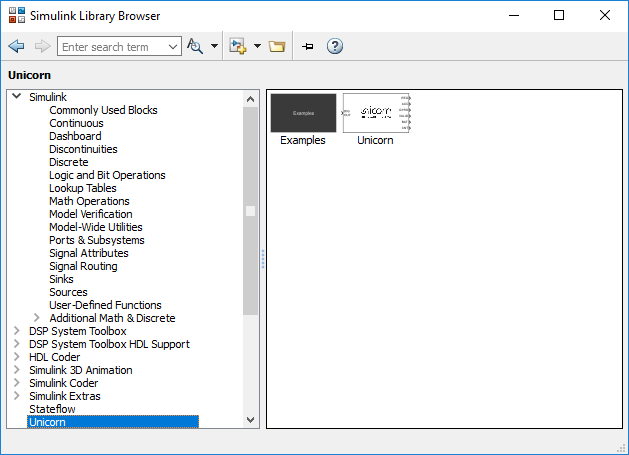 Simulink Library Browser
Enter search term
Unicorn
Simulink
Commonly Used Blocks
Continuous
Dashboard
Discontinuities
Discrete
Logic and Bit Operations
Lookup Tables
Math Operations
Model Verification
Model-Wide Utilities
Ports & Subsystems
Signal Attributes
Signal Routing
Sinks
Sources
User-Defined Functions
Additional Math & Discrete
DSP System Toolbox
DSP System Toolbox HDL Support
HDL Coder
Simulink 3D Animation
Simulink Coder
Simulink Extras
Stateflow
Unicorn
Examples
unicorn
Examples
Unicorn